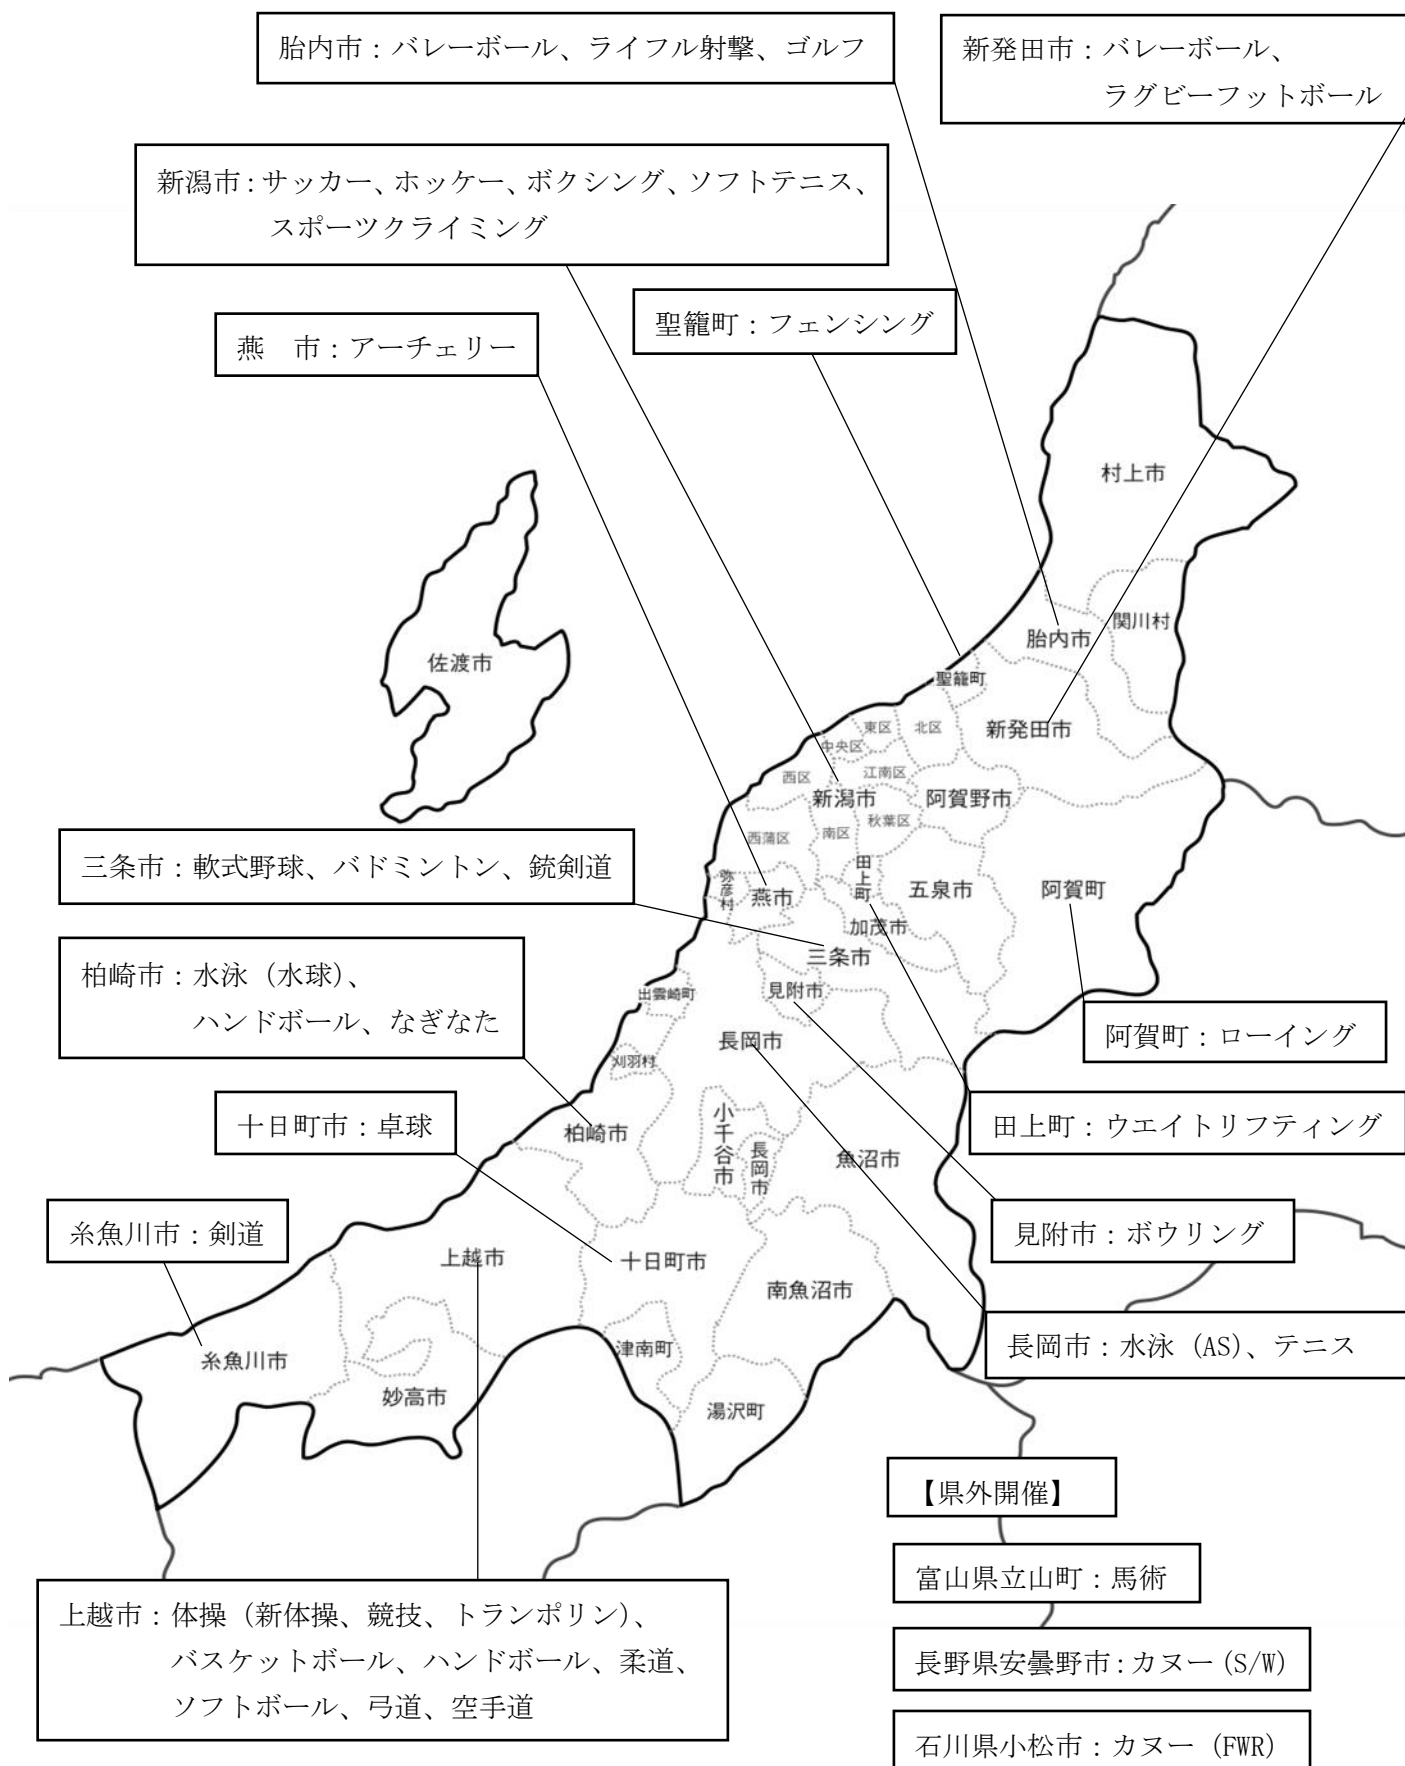 胎内市：バレーボール、ライフル射撃、ゴルフ
新発田市：バレーボール、
ラグビーフットボール
新潟市：サッカー、ホッケー、ボクシング、ソフトテニス、
スポーツクライミング
聖籠町：フェンシング
燕　市：アーチェリー
村上市
関川村
胎内市
佐渡市
聖籠町
新発田市
東区
北区
中央区
西区
江南区
新潟市
阿賀野市
秋葉区
南区
西蒲区
三条市：軟式野球、バドミントン、銃剣道
弥彦村
燕市
田上町
五泉市
阿賀町
加茂市
三条市
柏崎市：水泳（水球）、
ハンドボール、なぎなた
出雲崎町
見附市
阿賀町：ローイング
長岡市
刈羽村
十日町市：卓球
柏崎市
小千谷市
長岡市
魚沼市
田上町：ウエイトリフティング
糸魚川市：剣道
見附市：ボウリング
上越市
十日町市
南魚沼市
長岡市：水泳（AS）、テニス
糸魚川市
津南町
妙高市
湯沢町
【県外開催】
富山県立山町：馬術
上越市：体操（新体操、競技、トランポリン）、
バスケットボール、ハンドボール、柔道、
ソフトボール、弓道、空手道
長野県安曇野市：カヌー（S/W）
石川県小松市：カヌー（FWR）